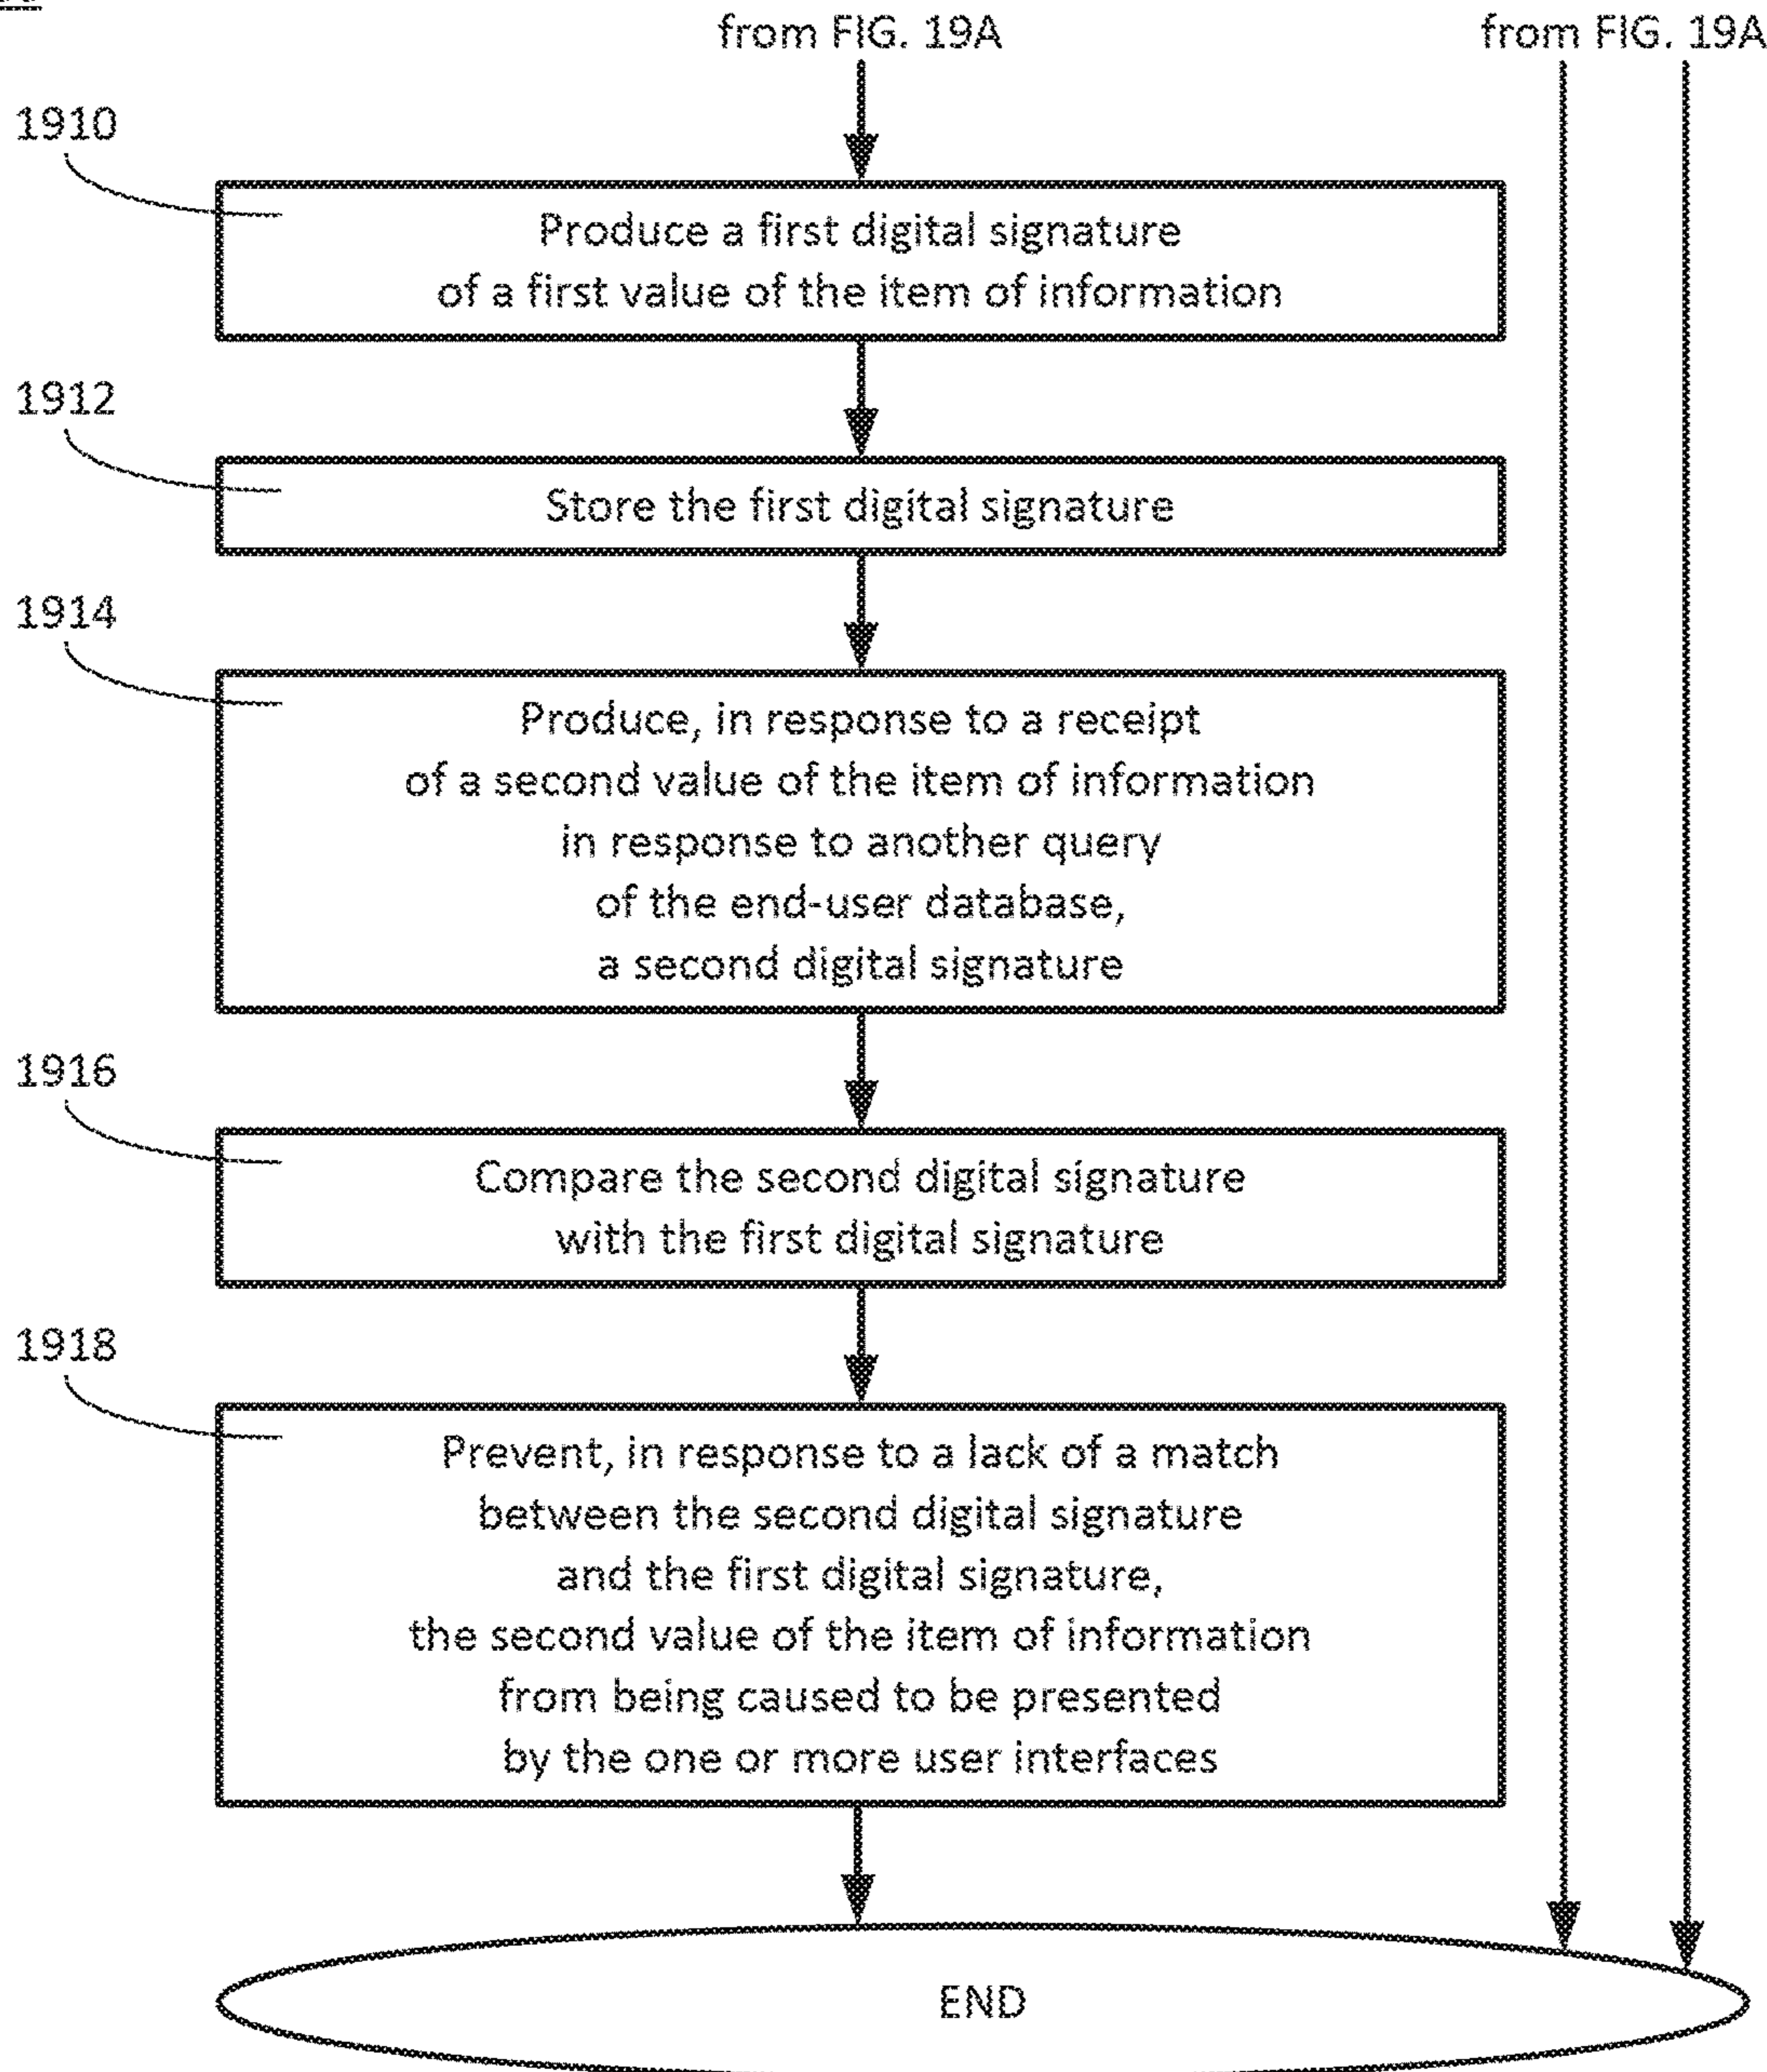 from FIG. 19A
from FIG. 19A
1910
Produce a first digital signature
of a first value of the item of information
1912
Store the first digital signature
1914
Produce, in response to a receipt
of a second value of the item of information
in response to another query
of the end-user database,
a second digital signature
1916
Compare the second digital signature
with the first digital signature
1918
Prevent, in response to a lack of a match
between the second digital signature
and the first digital signature,
the second value of the item of information
from being caused to be presented
by the one or more user interfaces
END